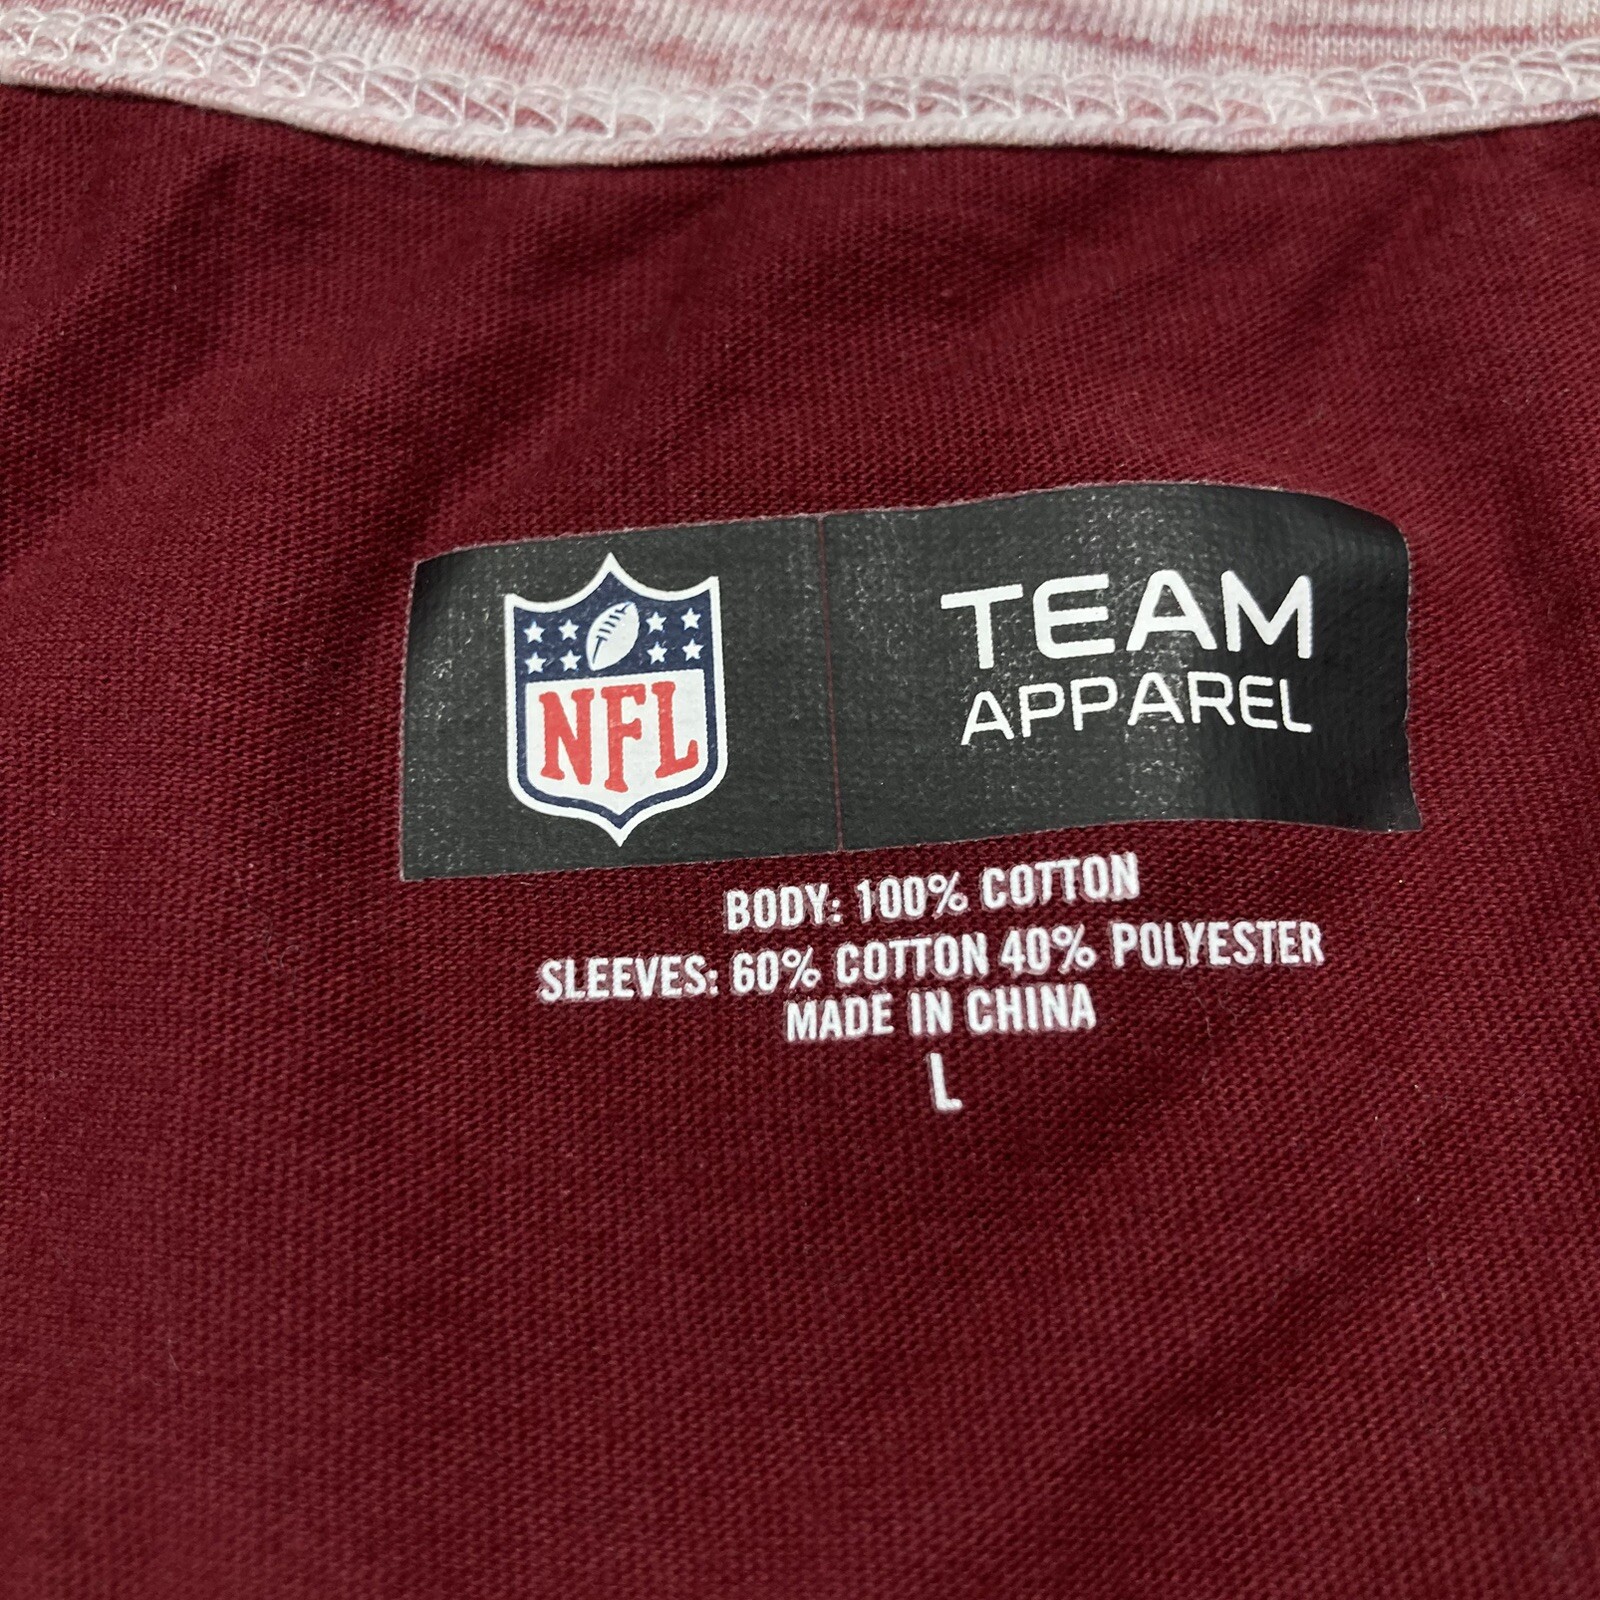 NFL
TEAM
APPAREL
BODY: 100% COTTON
SLEEVES: 60% COTTON 40% POLYESTER
MADE IN CHINA
L